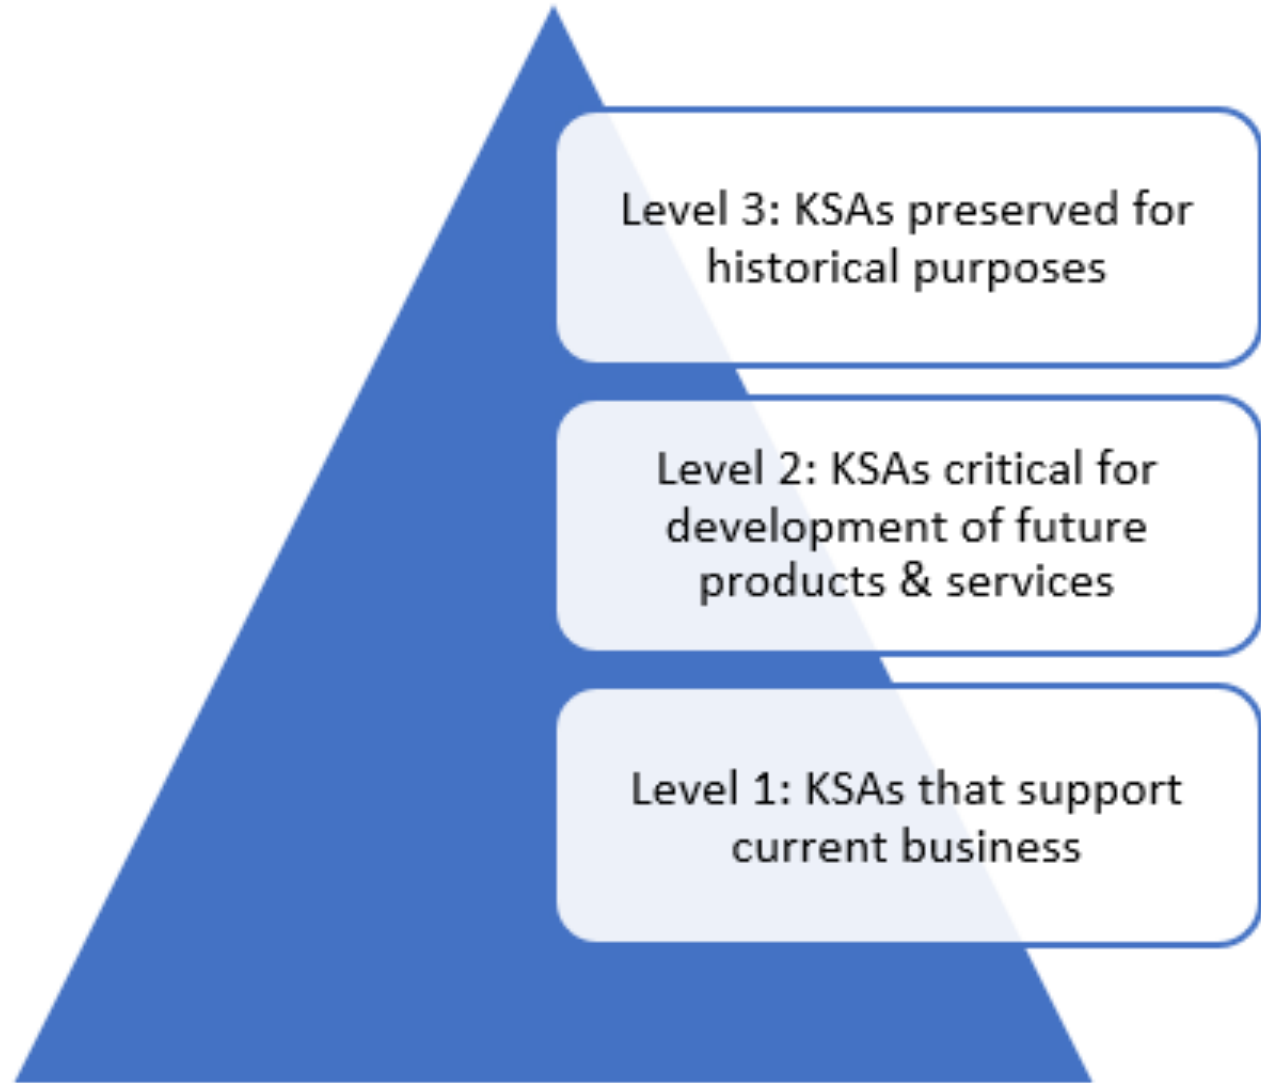 Level 3: KSAs preserved for
historical purposes
Level 2: KSAs critical for
development of future
products & services
Level 1: KSAs that support
current business